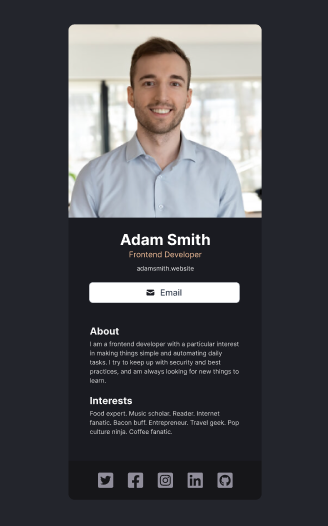 Adam Smith
Frontend Developer
adamsmith.website
Email
About
I am a frontend developer with a particular interest
in making things simple and automating daily
tasks. I try to keep up with security and best
practices, and am always looking for new things to
learn.
Interests
Food expert. Music scholar. Reader. Internet
fanatic. Bacon buff. Entrepreneur. Travel geek. Pop
culture ninja. Coffee fanatic.